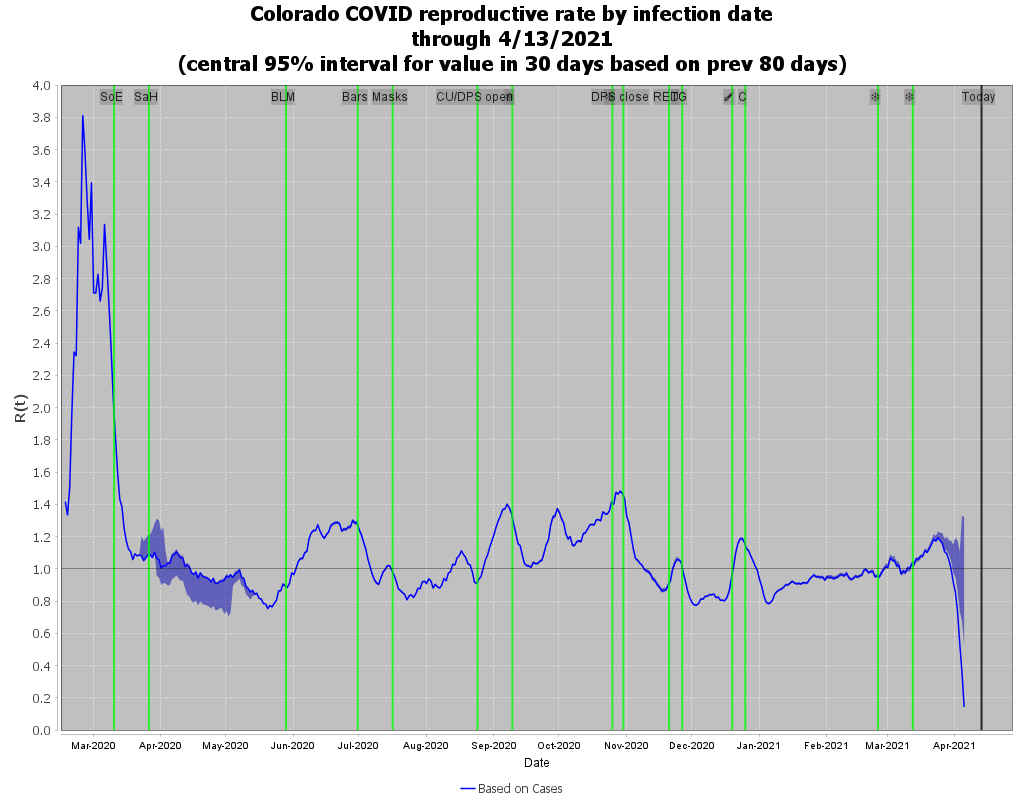 Colorado COVID reproductive rate by infection date
through 4/13/2021
(central 95% interval for value in 30 days based on prev 80 days)
SoE SaH BLM Bars Masks CU/DPS open DPS close RED TG C Today
4.0
3.8
3.6
3.4
3.2
3.0
2.8
2.6
2.4
2.2
2.0
1.8
1.6
1.4
1.2
1.0
0.8
0.6
0.4
0.2
0.0
R(t)
Mar-2020 Apr-2020 May-2020 Jun-2020 Jul-2020 Aug-2020 Sep-2020 Oct-2020 Nov-2020 Dec-2020 Jan-2021 Feb-2021 Mar-2021 Apr-2021
Date
Based on Cases